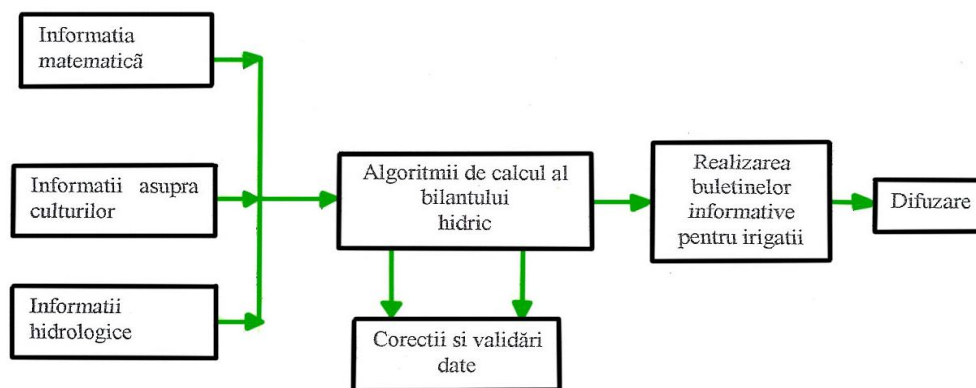 Informatia
matematicã
Informatii asupra
culturilor
Informatii
hidrologice
Algoritmii de calcul al
bilantului
hidric
Corectii si validări
date
Realizarea
buletinelor
informative
pentru irigatii
Difuzare